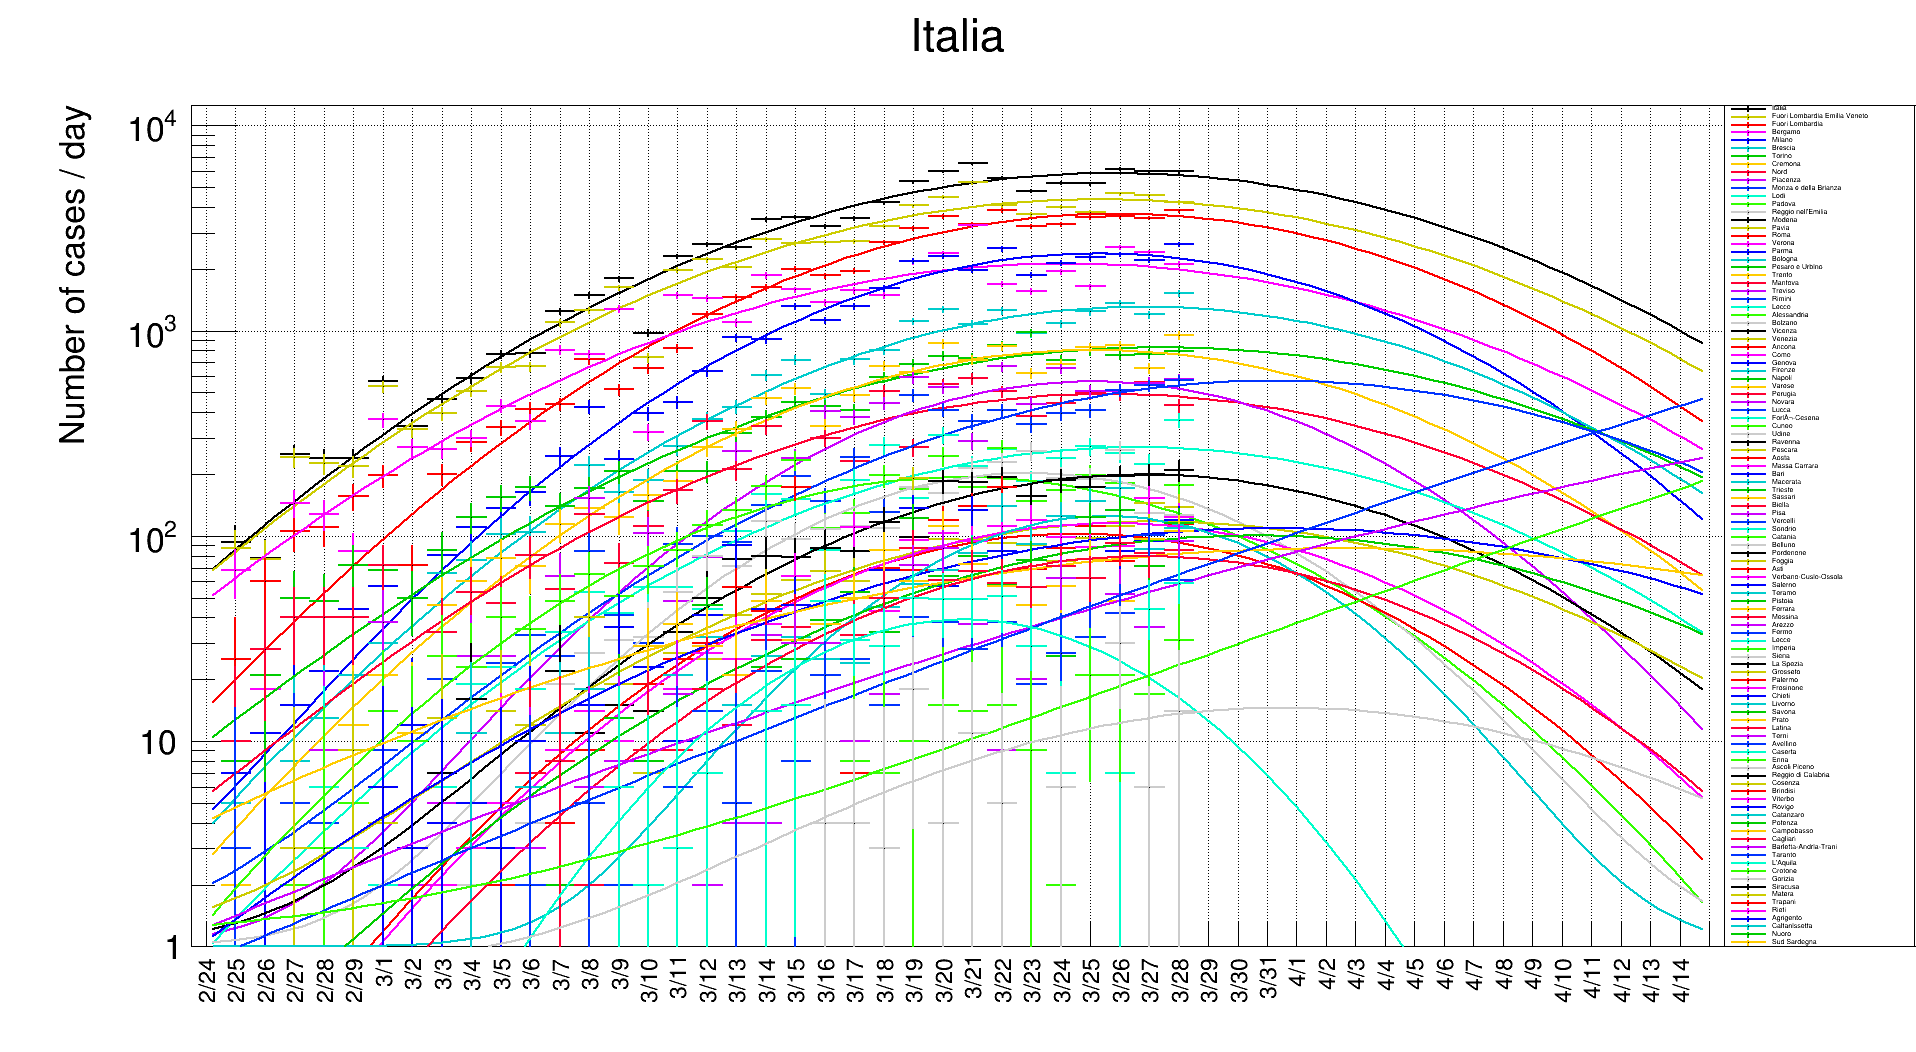 Italia
Number of cases / day
10⁴
10³
10²
10
1
2/24
2/25
2/26
2/27
2/28
2/29
3/1
3/2
3/3
3/4
3/5
3/6
3/7
3/8
3/9
3/10
3/11
3/12
3/13
3/14
3/15
3/16
3/17
3/18
3/19
3/20
3/21
3/22
3/23
3/24
3/25
3/26
3/27
3/28
3/29
3/30
3/31
4/1
4/2
4/3
4/4
4/5
4/6
4/7
4/8
4/9
4/10
4/11
4/12
4/13
4/14
Italia
Fuori Lombardia Emilia Veneto
Fuori Lombardia
Bergamo
Milano
Brescia
Torino
Cremona
Nord
Piacenza
Monza e della Brianza
Lodi
Padova
Reggio nell'Emilia
Modena
Pavia
Roma
Verona
Parma
Bologna
Pesaro e Urbino
Trento
Mantova
Treviso
Rimini
Lecco
Alessandria
Bolzano
Vicenza
Venezia
Ancona
Como
Genova
Firenze
Napoli
Varese
Perugia
Novara
Lucca
Cuneo
Udine
Ravenna
Pescara
Aosta
Massa Carrara
Bari
Macerata
Trieste
Sassari
Biella
Pisa
Vercelli
Sondrio
Catania
Belluno
Pordenone
Foggia
Asti
Verbano-Cusio-Ossola
Salerno
Teramo
Pistoia
Ferrara
Messina
Arezzo
Fermo
Lecce
Imperia
Siena
La Spezia
Grosseto
Palermo
Frosinone
Chieti
Livorno
Savona
Prato
Latina
Terni
Avellino
Caserta
Enna
Ascoli Piceno
Reggio di Calabria
Cosenza
Brindisi
Viterbo
Rovigo
Catanzaro
Potenza
Campobasso
Cagliari
Barletta-Andria-Trani
Taranto
L'Aquila
Crotone
Gorizia
Siracusa
Matera
Trapani
Rieti
Agrigento
Caltanissetta
Nuoro
Sud Sardegna